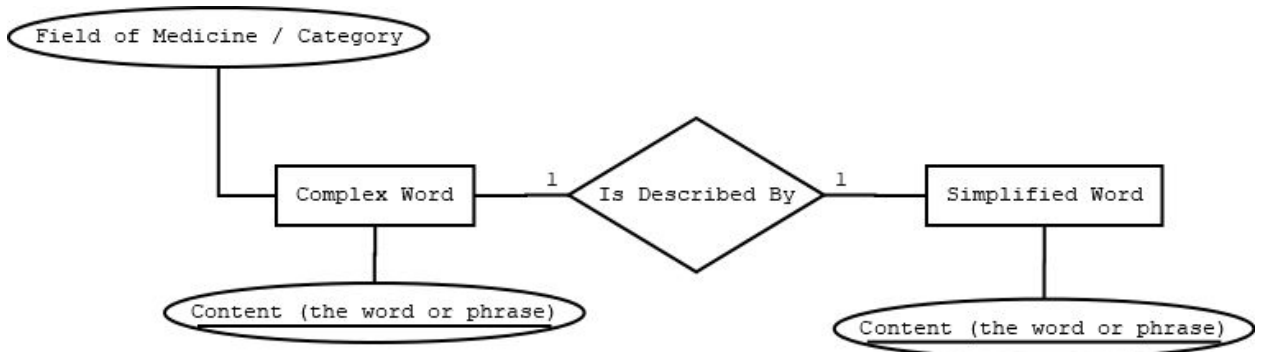 Field of Medicine / Category
1
1
Complex Word
Is Described By
Simplified Word
Content (the word or phrase)
Content (the word or phrase)